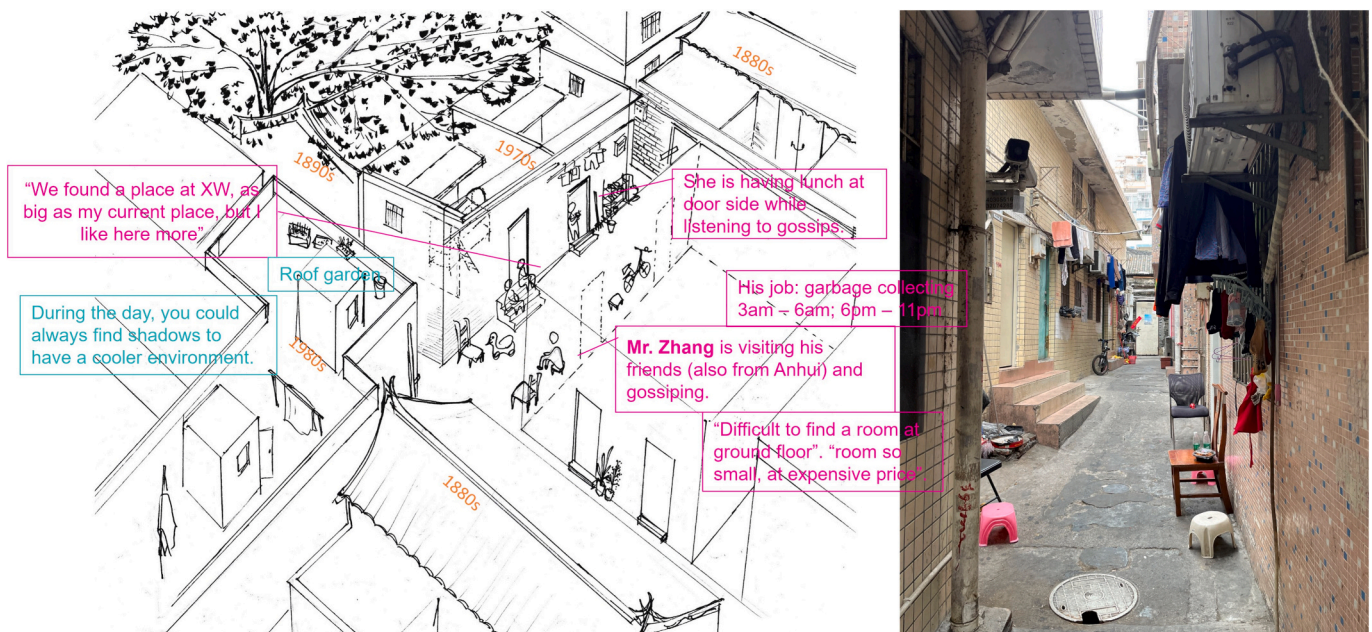 1880s
1890s
1970s
"We found a place at XW, as
big as my current place, but I
like here more"
She is having lunch at
door side while
listening to gossips.
Roof garden
His job: garbage collecting
3am – 6am; 6pm – 11pm
During the day, you could
always find shadows to
have a cooler environment.
1980s
Mr. Zhang is visiting his
friends (also from Anhui) and
gossiping.
"Difficult to find a room at
ground floor". "room so
small, at expensive price"
1880s